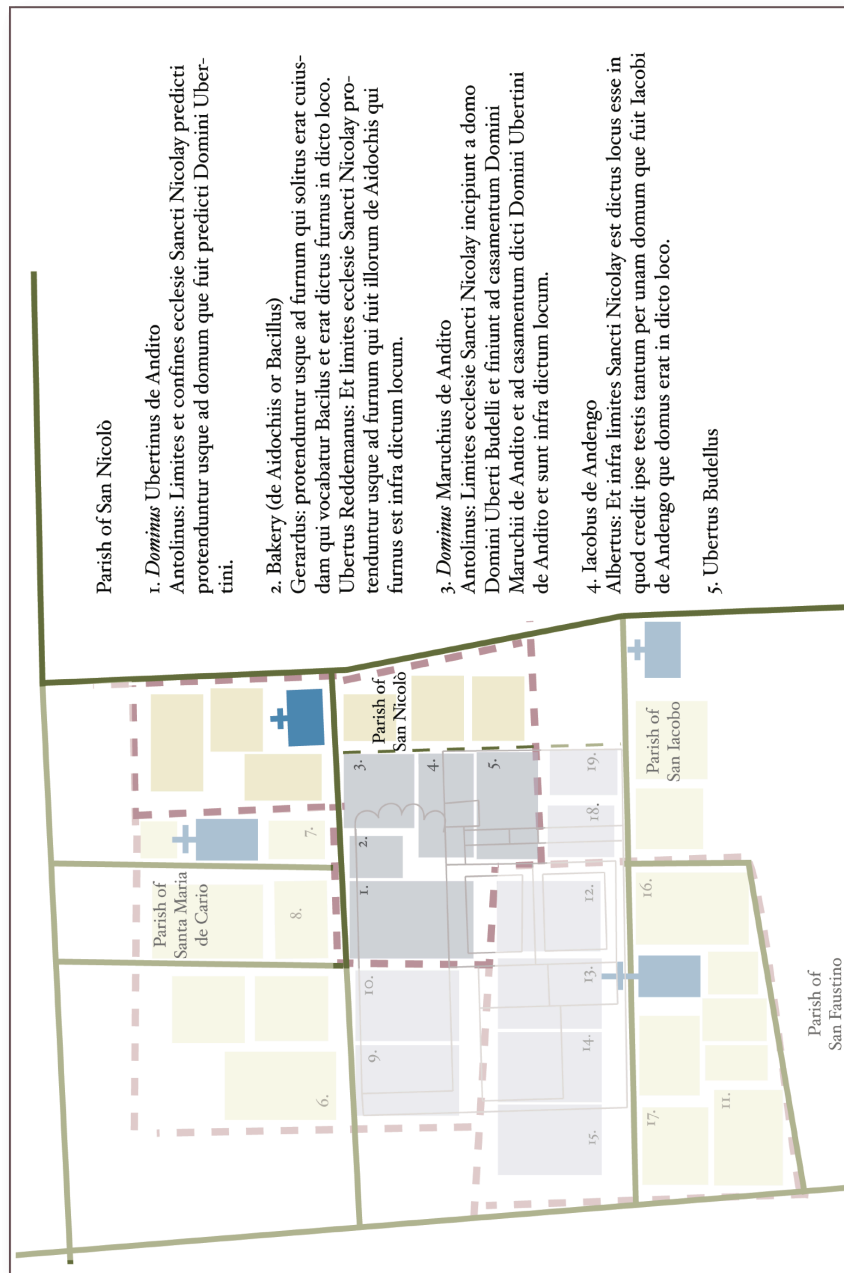 Parish of San Nicolò
1. Dominus Ubertinus de Andito
Antolinus: Limites et confines ecclesie Sancti Nicolay predicti
protenduntur usque ad domum que fuit predicti Domini Uber-
tini.
2. Bakery (de Aidochiis or Bacillus)
Gerardus: protenduntur usque ad furnum qui solitus erat cuius-
dam qui vocabatur Bacilus et erat dictus furnus in dicto loco.
Ubertus Reddemanus: Et limites ecclesie Sancti Nicolay pro-
tenduntur usque ad furnum qui fuit illorum de Aidochis qui
furnus est infra dictum locum.
3. Dominus Maruchius de Andito
Antolinus: Limites ecclesie Sancti Nicolay incipiunt a domo
Domini Uberti Budelli et finiunt ad casamentum Domini
Maruchii de Andito et ad casamentum dicti Domini Ubertini
de Andito et sunt infra dictum locum.
4. Iacobus de Andengo
Albertus: Et infra limites Sancti Nicolay est dictus locus esse in
quod credit ipse testis tantum per unam domum que fuit Iacobi
de Andengo que domus erat in dicto loco.
5. Ubertus Budellus
Parish of
Santa Maria
de Cario
Parish of
San Nicolò
Parish of
San Iacobo
Parish of
San Faustino
6.
8.
7.
9.
10.
1.
2.
3.
4.
5.
15.
14.
13.
12.
18.
19.
17.
11.
16.